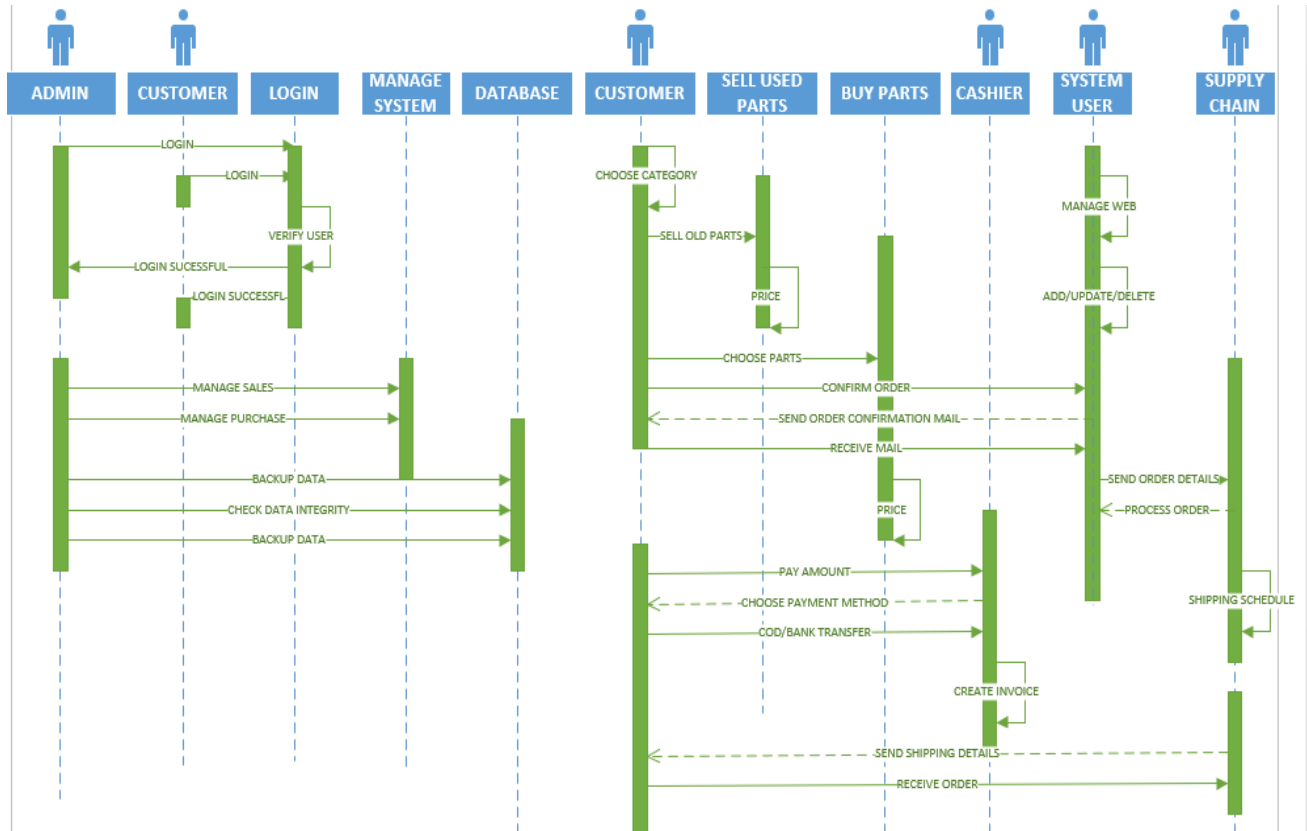 ADMIN
CUSTOMER
LOGIN
MANAGE
SYSTEM
DATABASE
CUSTOMER
SELL USED
PARTS
BUY PARTS
CASHIER
SYSTEM
USER
SUPPLY
CHAIN
LOGIN
LOGIN
VERIFY USER
LOGIN SUCESSFUL
LOGIN SUCCESSFL
MANAGE SALES
MANAGE PURCHASE
BACKUP DATA
CHECK DATA INTEGRITY
BACKUP DATA
CHOOSE CATEGORY
SELL OLD PARTS
PRICE
CHOOSE PARTS
CONFIRM ORDER
SEND ORDER CONFIRMATION MAIL
RECEIVE MAIL
PRICE
PAY AMOUNT
CHOOSE PAYMENT METHOD
COD/BANK TRANSFER
CREATE INVOICE
SEND SHIPPING DETAILS
RECEIVE ORDER
MANAGE WEB
ADD/UPDATE/DELETE
SEND ORDER DETAILS
PROCESS ORDER
SHIPPING SCHEDULE